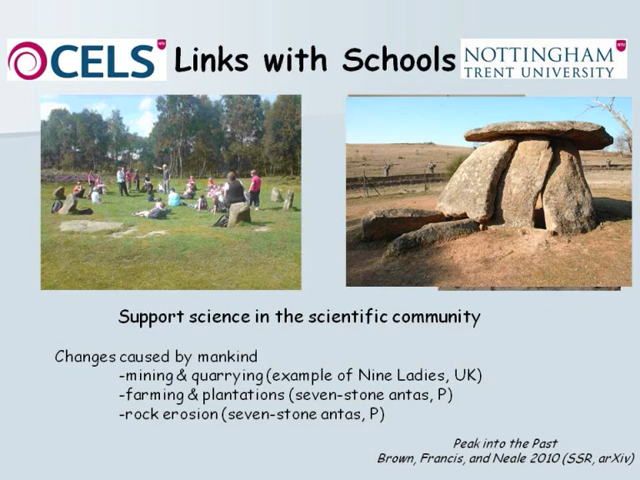 CELS
Links with Schools
NOTTINGHAM
TRENT UNIVERSITY
Support science in the scientific community
Changes caused by mankind
-mining & quarrying (example of Nine Ladies, UK)
-farming & plantations (seven-stone antas, P)
-rock erosion (seven-stone antas, P)
Peak into the Past
Brown, Francis, and Neale 2010 (SSR, arXiv)